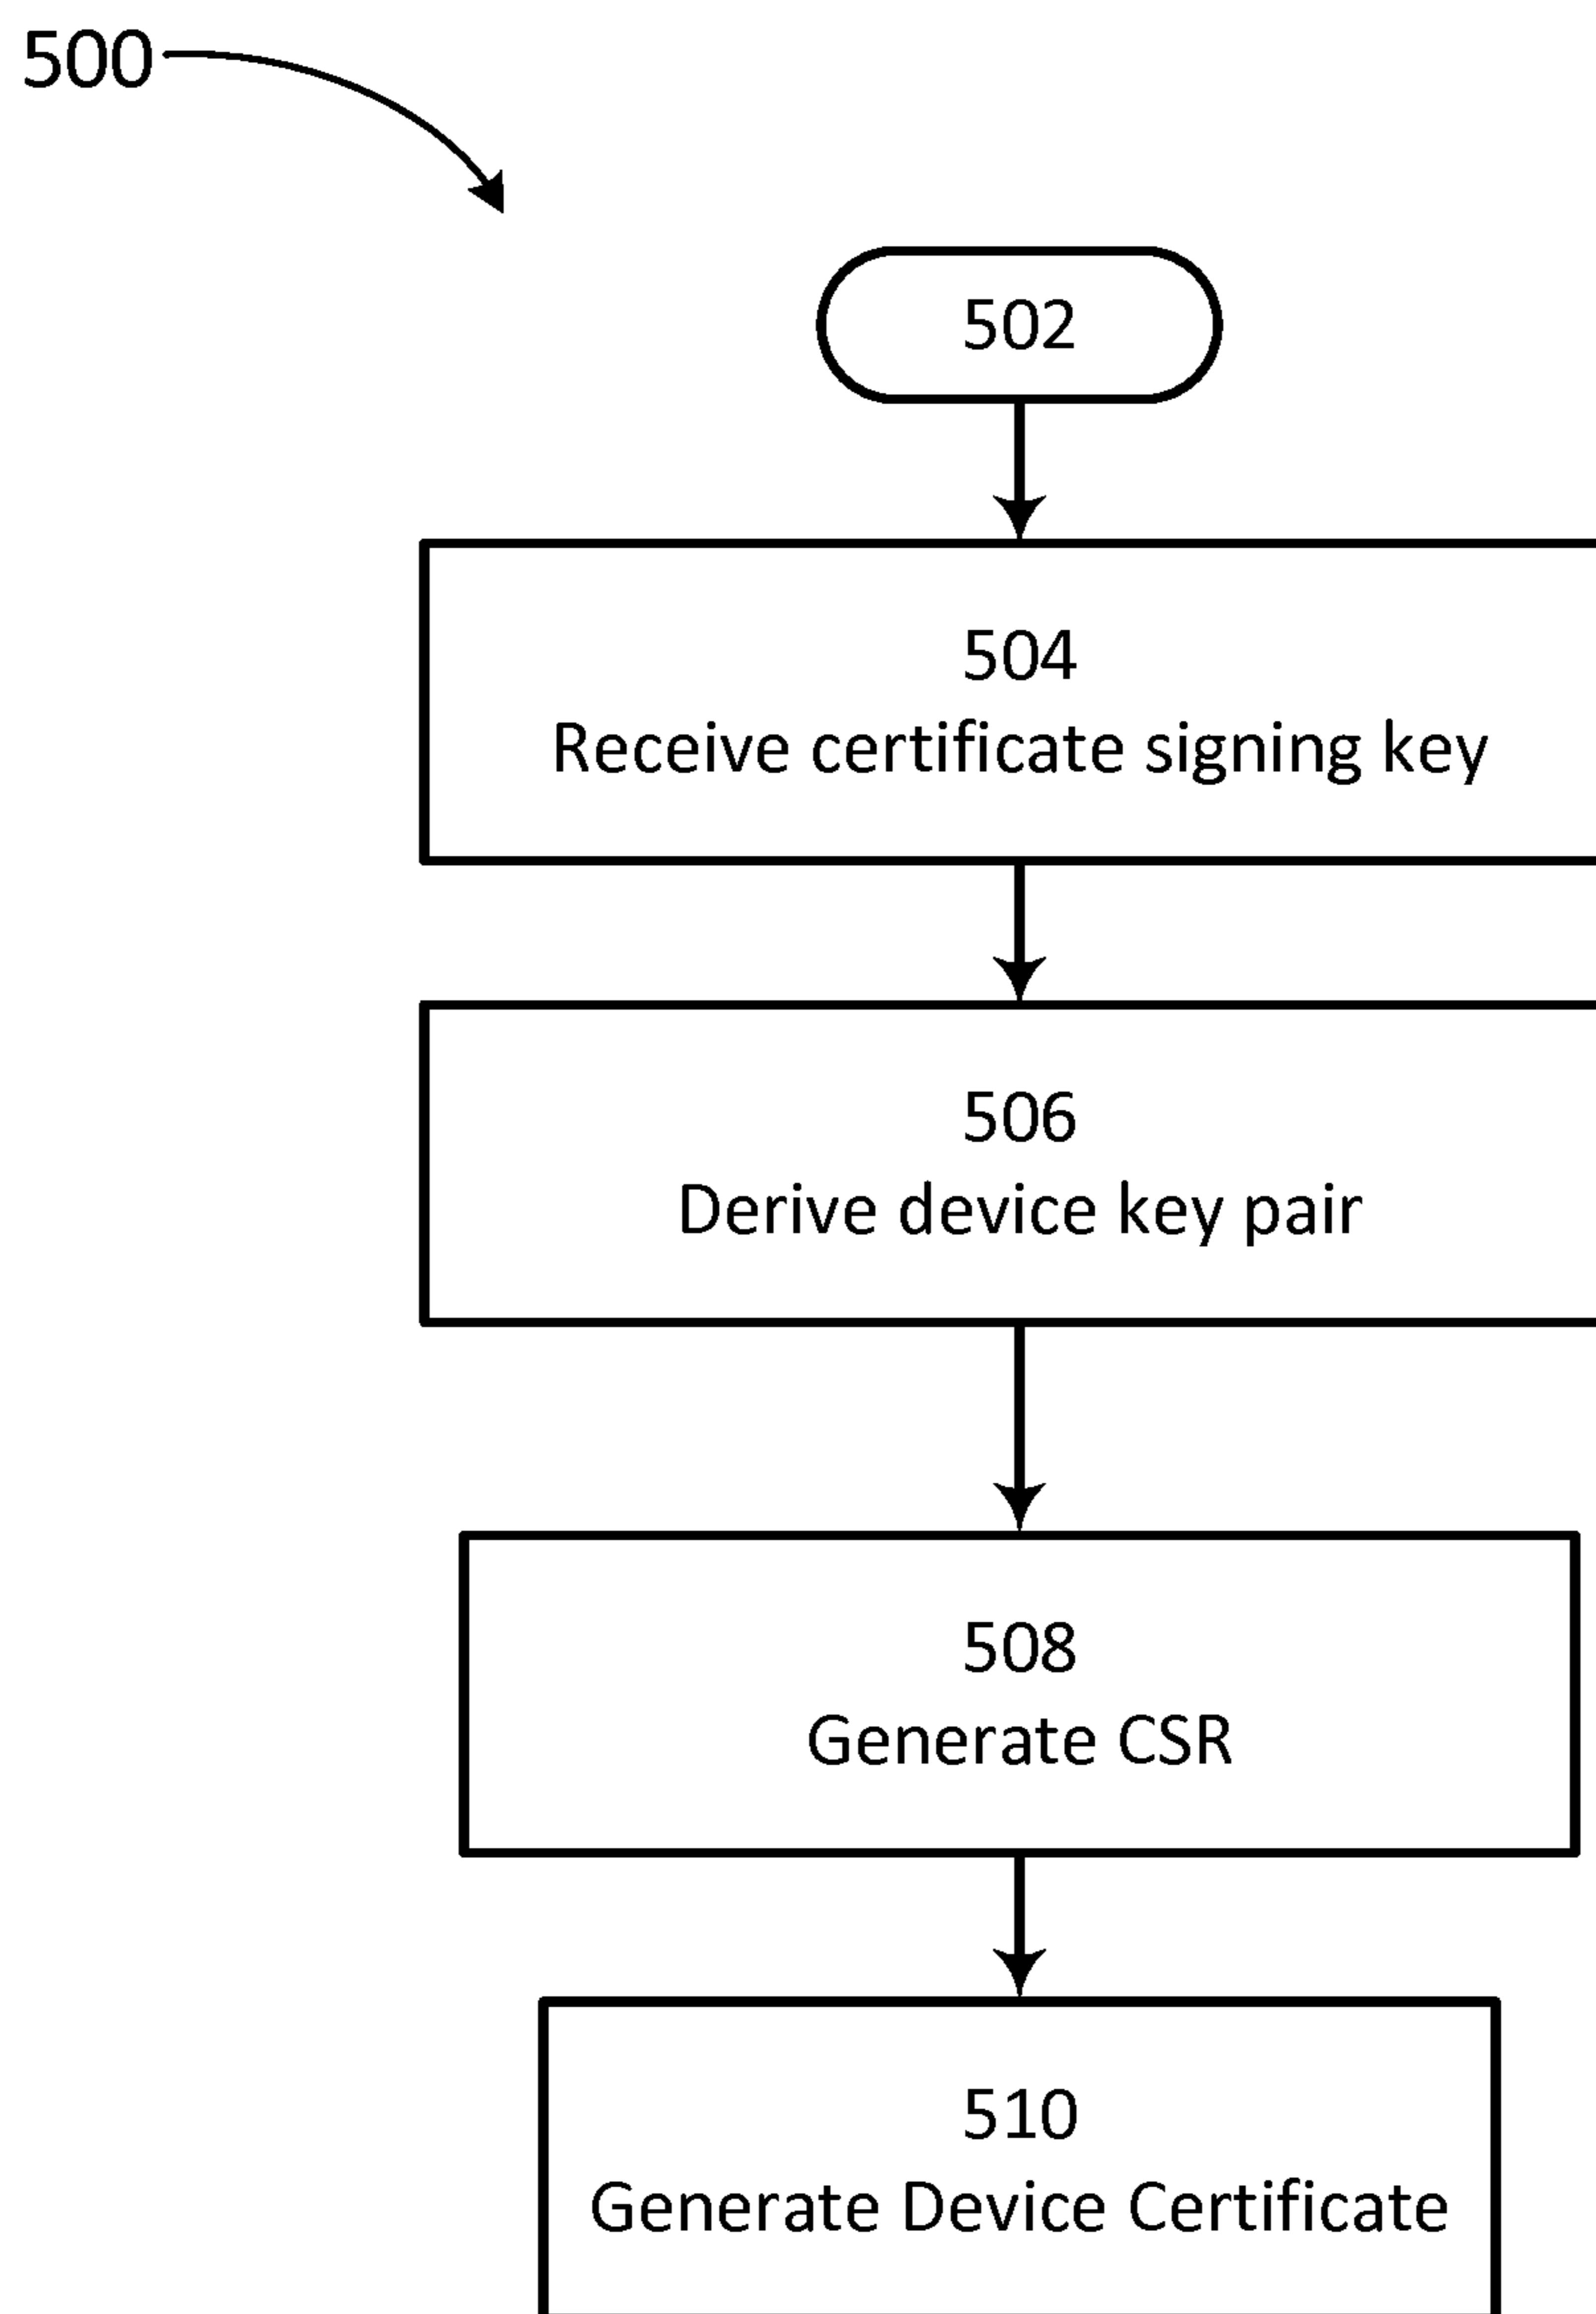 500
502
504
Receive certificate signing key
506
Derive device key pair
508
Generate CSR
510
Generate Device Certificate